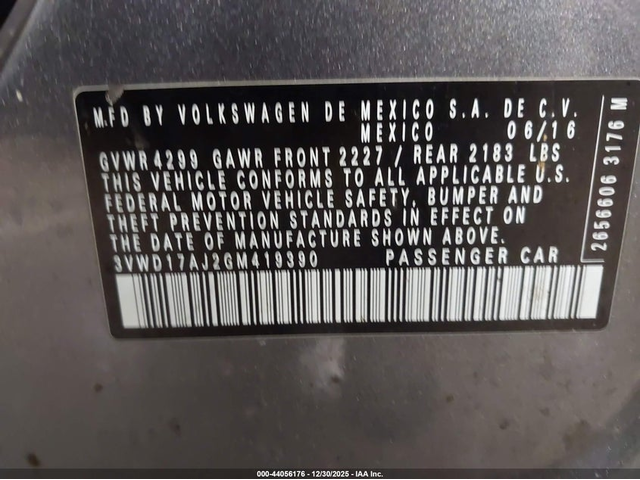 MFD BY VOLKSWAGEN DE MEXICO S.A. DE C.V.
MEXICO 06/16
GVWR 4299 GAWR FRONT 2227 / REAR 2183 LBS
THIS VEHICLE CONFORMS TO ALL APPLICABLE U.S.
FEDERAL MOTOR VEHICLE SAFETY, BUMPER AND
THEFT PREVENTION STANDARDS IN EFFECT ON
THE DATE OF MANUFACTURE SHOWN ABOVE.
3VWD17AJ2GM419390 PASSENGER CAR
2656606 3176 M
000-44056176 - 12/30/2025 - IAA Inc.